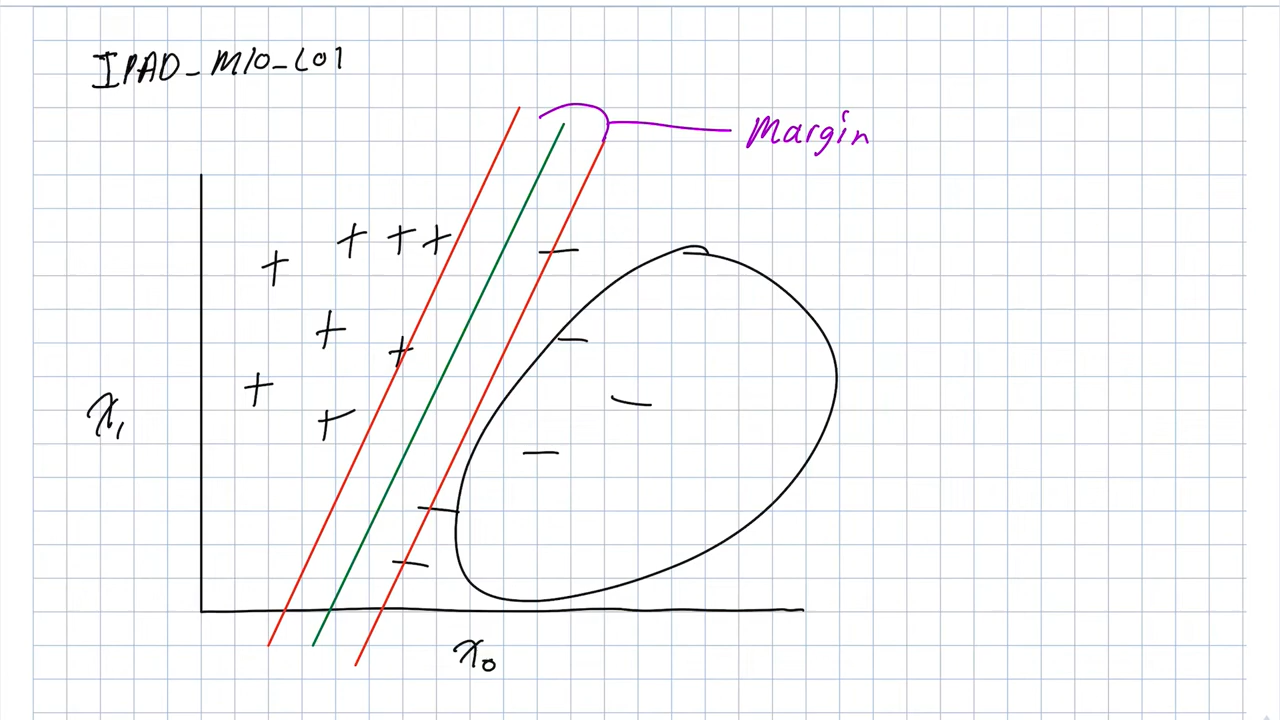 IPAD_M10_L01
Margin
+ + + +
+ +
+ +
x₁
− − − − − −
x₀